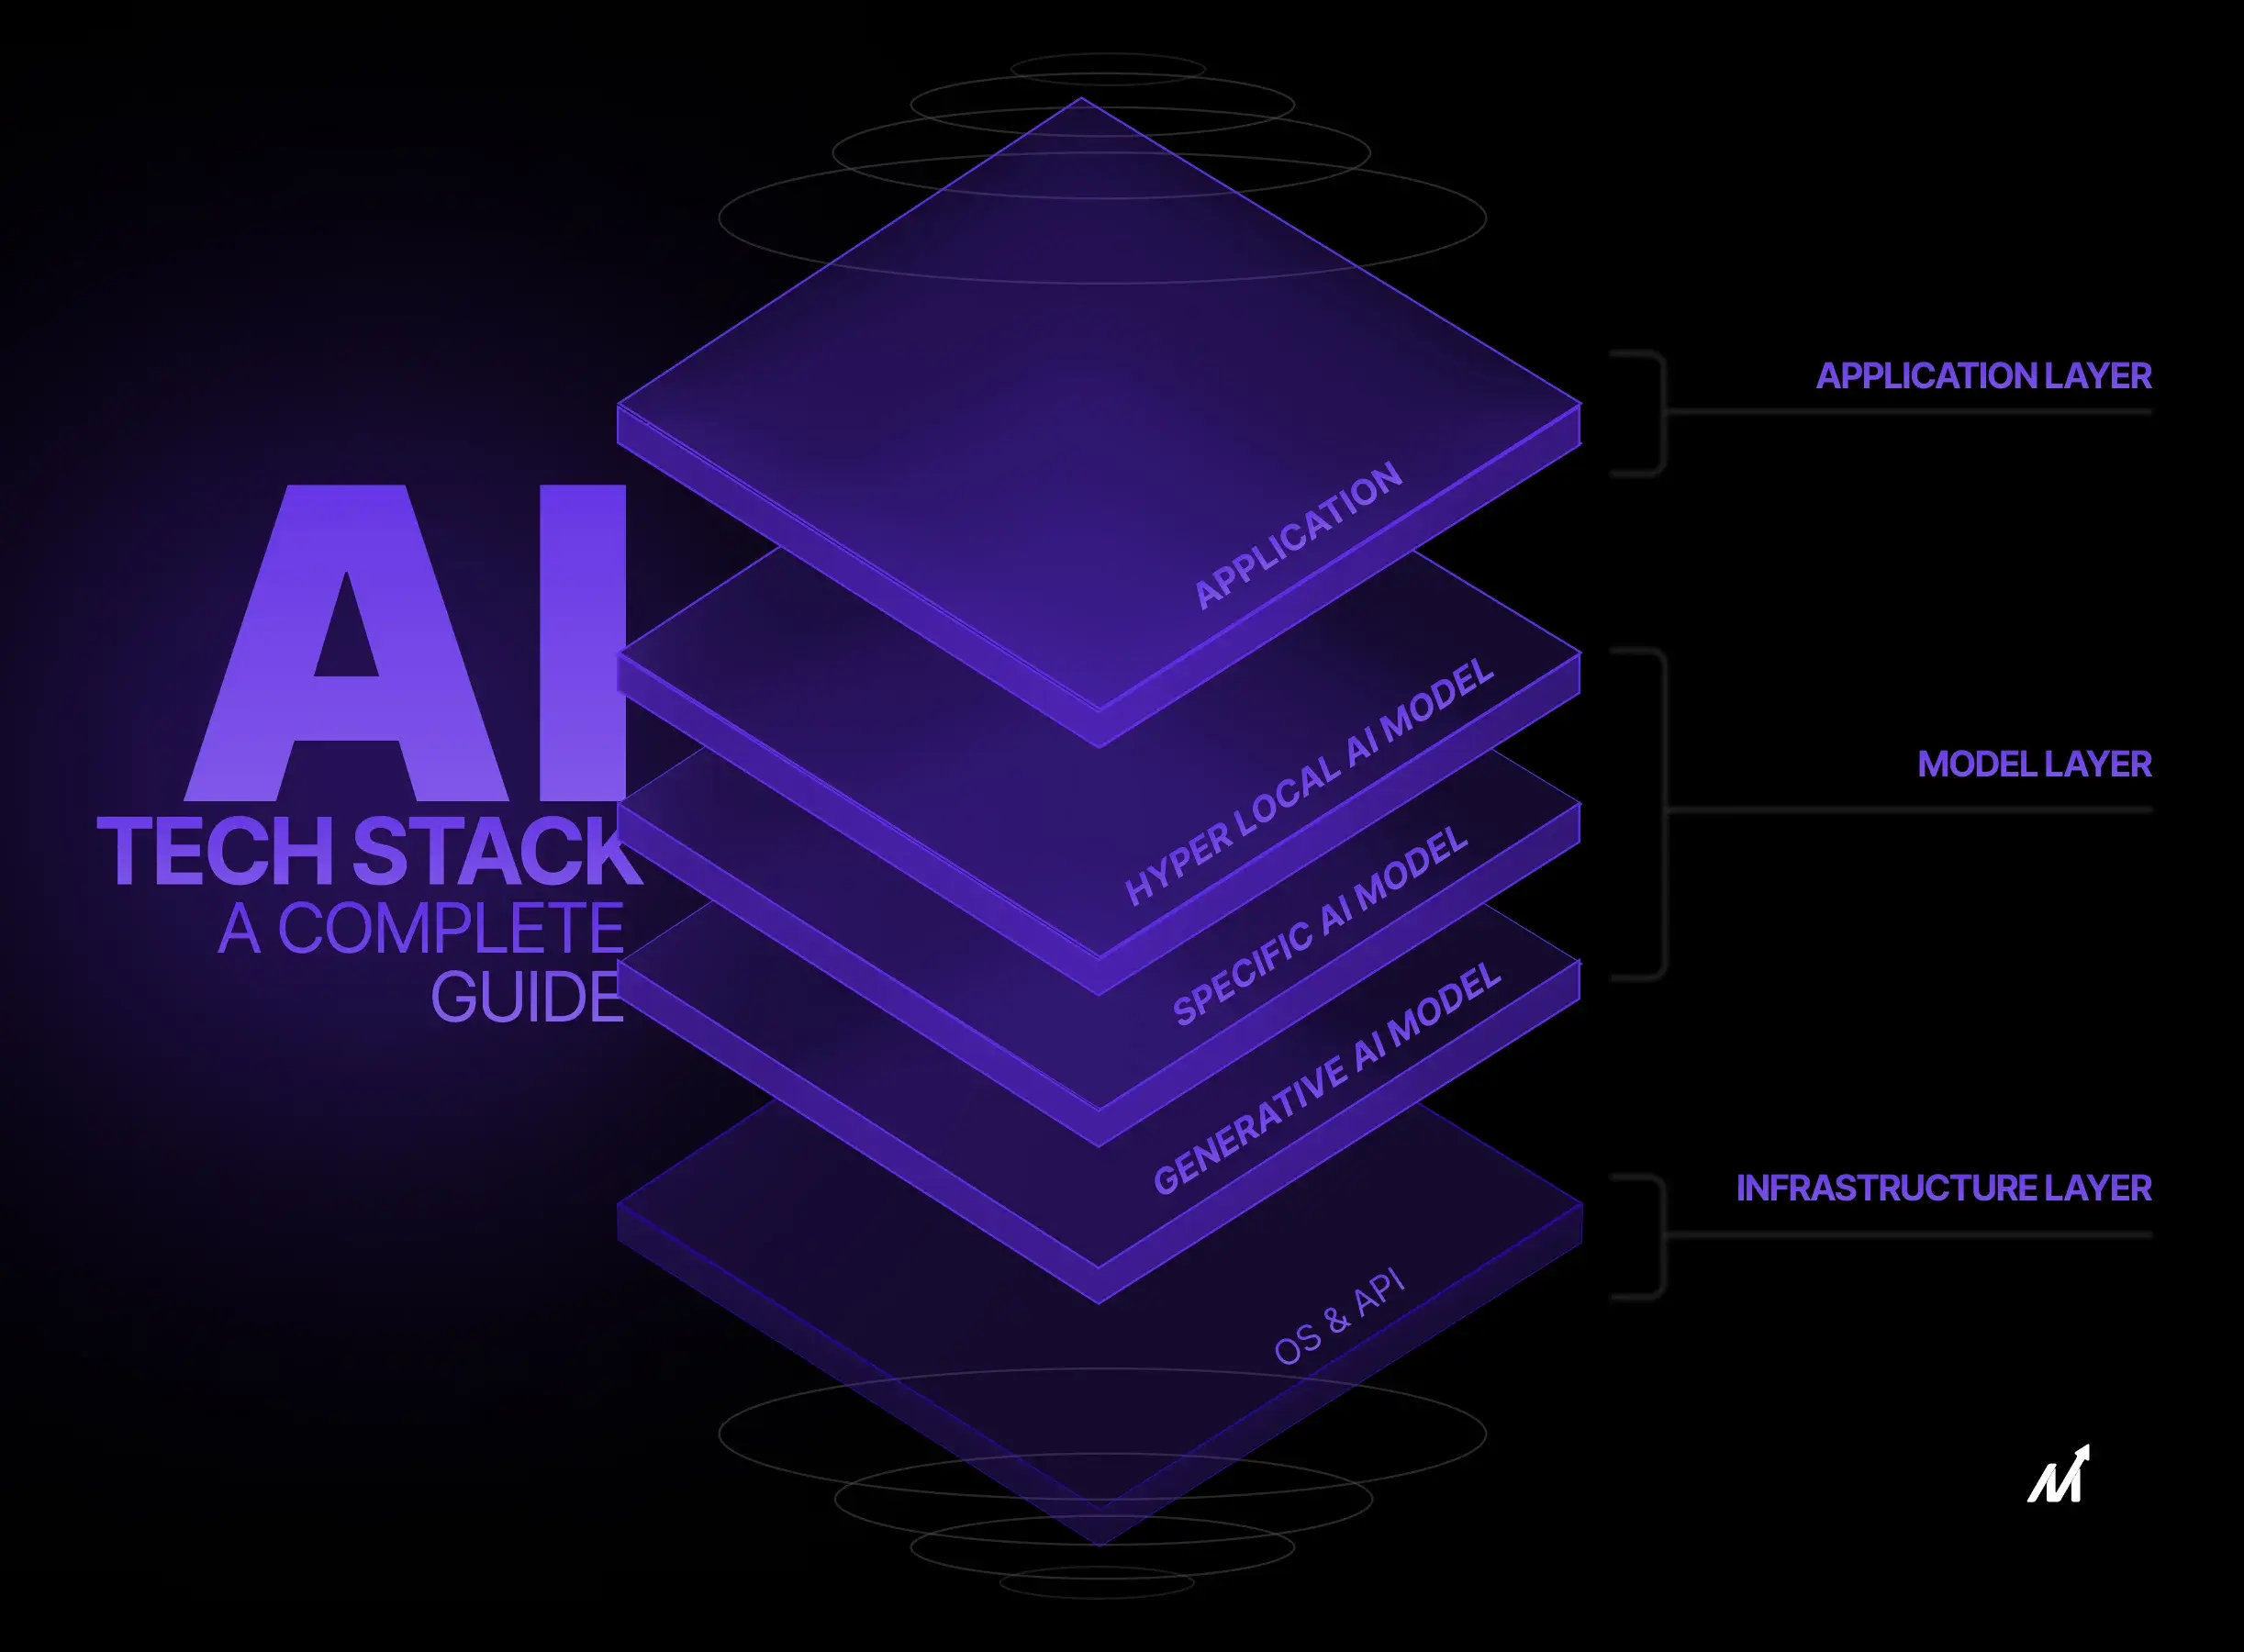 AI
TECH STACK
A COMPLETE
GUIDE
APPLICATION
HYPER LOCAL AI MODEL
SPECIFIC AI MODEL
GENERATIVE AI MODEL
OS & API
APPLICATION LAYER
MODEL LAYER
INFRASTRUCTURE LAYER